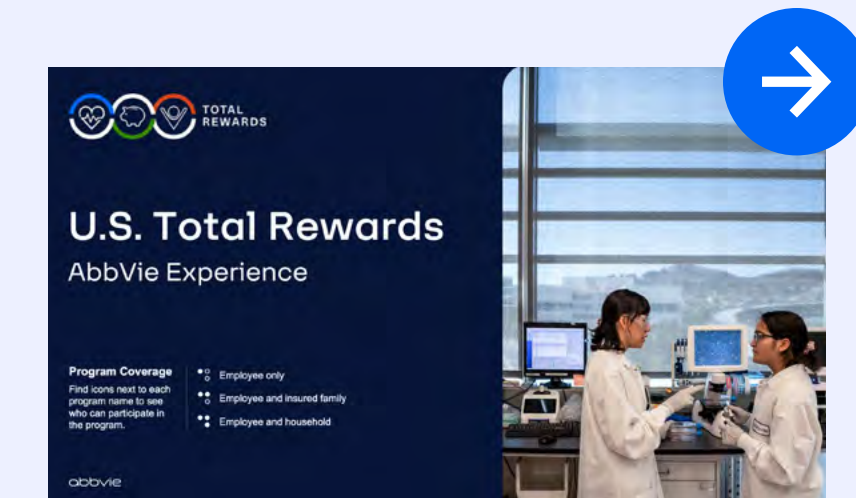 TOTAL
REWARDS
U.S. Total Rewards
AbbVie Experience
Program Coverage
Find icons next to each
program name to see
who can participate in
the program.
Employee only
Employee and insured family
Employee and household
abbvie